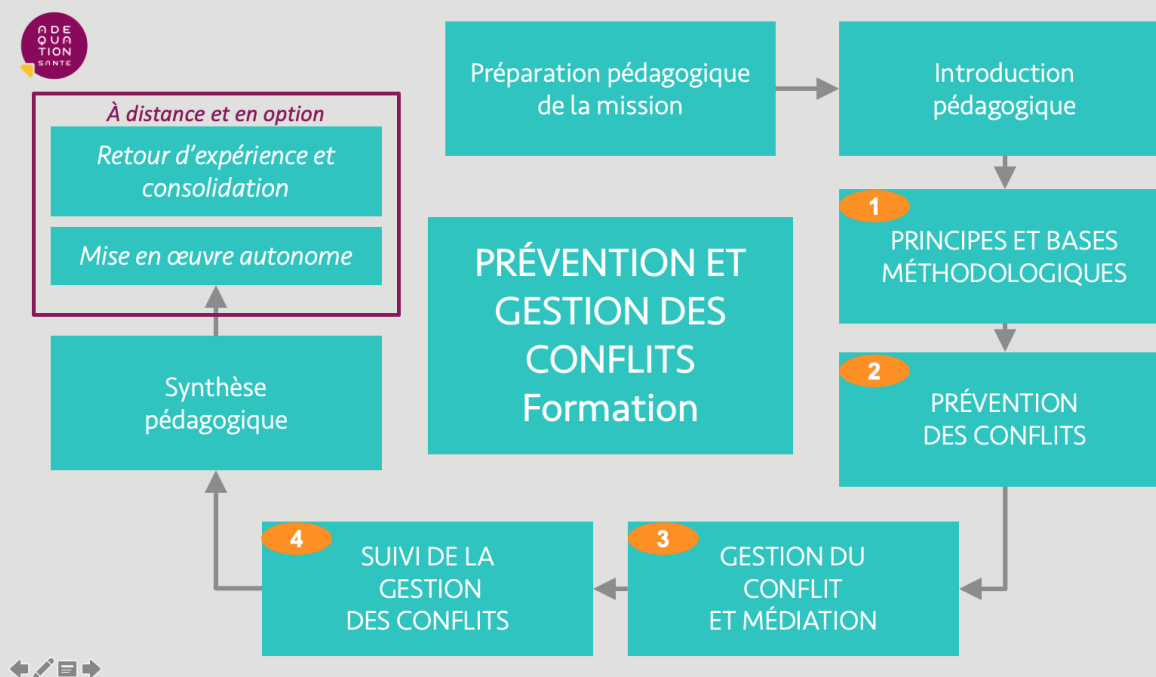 ADE
QUA
TION
SANTE
Préparation pédagogique
de la mission
Introduction
pédagogique
1
PRINCIPES ET BASES
MÉTHODOLOGIQUES
2
PRÉVENTION
DES CONFLITS
3
GESTION DU
CONFLIT
ET MÉDIATION
4
SUIVI DE LA
GESTION
DES CONFLITS
Synthèse
pédagogique
À distance et en option
Mise en œuvre autonome
Retour d’expérience et
consolidation
PRÉVENTION ET
GESTION DES
CONFLITS
Formation